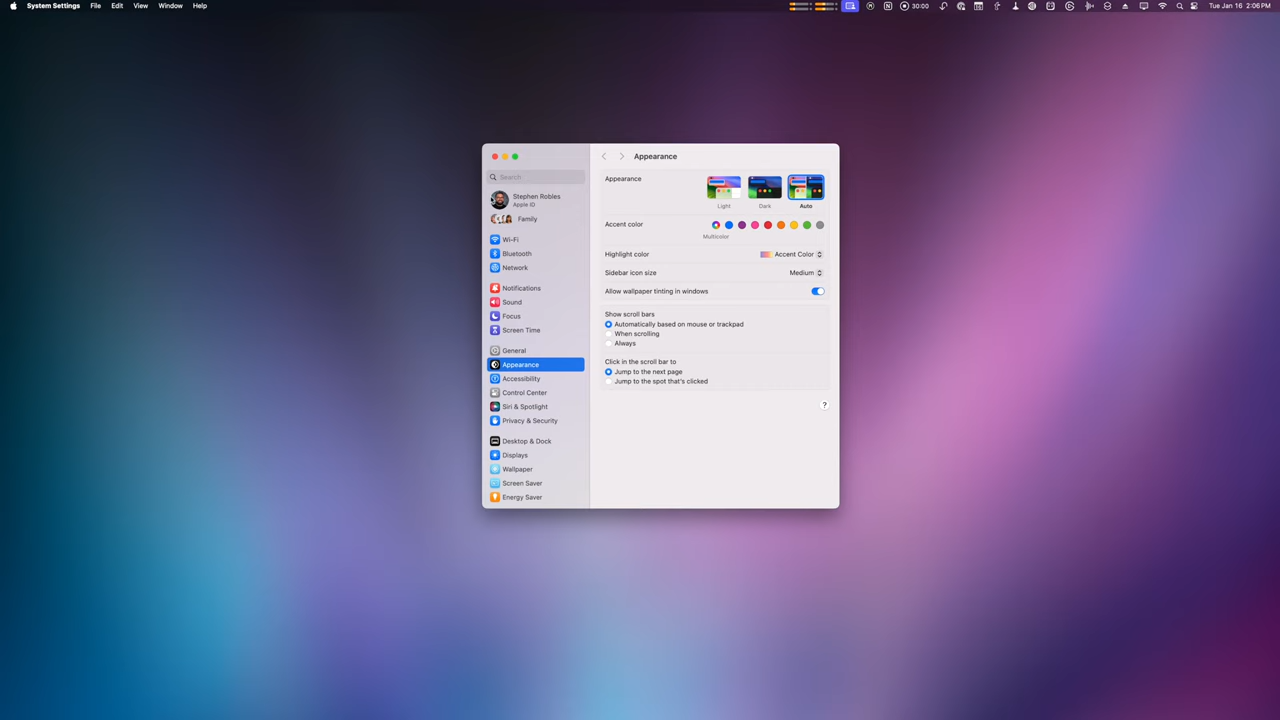 System Settings File Edit View Window Help 30:00 Tue Jan 16 2:06 PM
Search
Stephen Robles
Apple ID
Family
Wi-Fi
Bluetooth
Network
Notifications
Sound
Focus
Screen Time
General
Appearance
Accessibility
Control Center
Siri & Spotlight
Privacy & Security
Desktop & Dock
Displays
Wallpaper
Screen Saver
Energy Saver
Appearance
Appearance
Light Dark Auto
Accent color
Multicolor
Highlight color Accent Color
Sidebar icon size Medium
Allow wallpaper tinting in windows
Show scroll bars
Automatically based on mouse or trackpad
When scrolling
Always
Click in the scroll bar to
Jump to the next page
Jump to the spot that's clicked
?